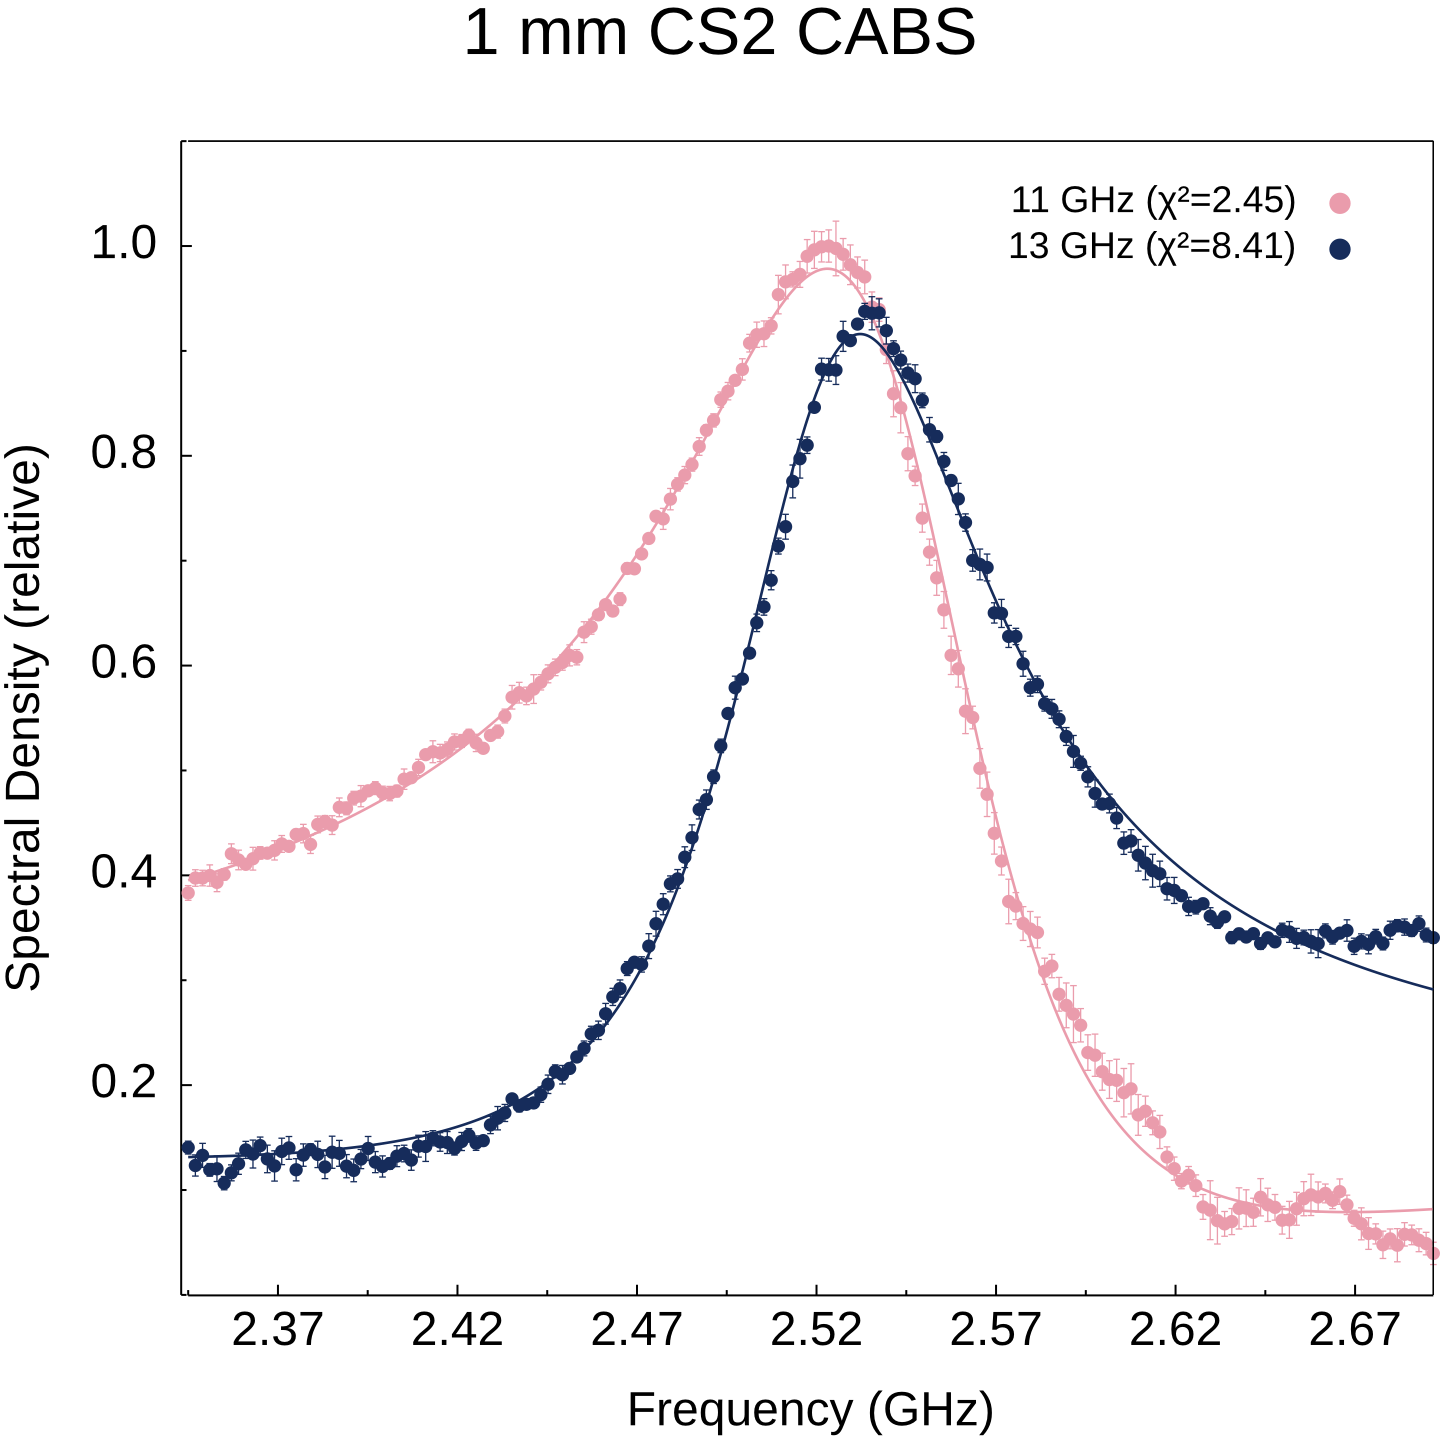 1 mm CS2 CABS
11 GHz (χ²=2.45)
13 GHz (χ²=8.41)
1.0
0.8
0.6
0.4
0.2
Spectral Density (relative)
2.37 2.42 2.47 2.52 2.57 2.62 2.67
Frequency (GHz)